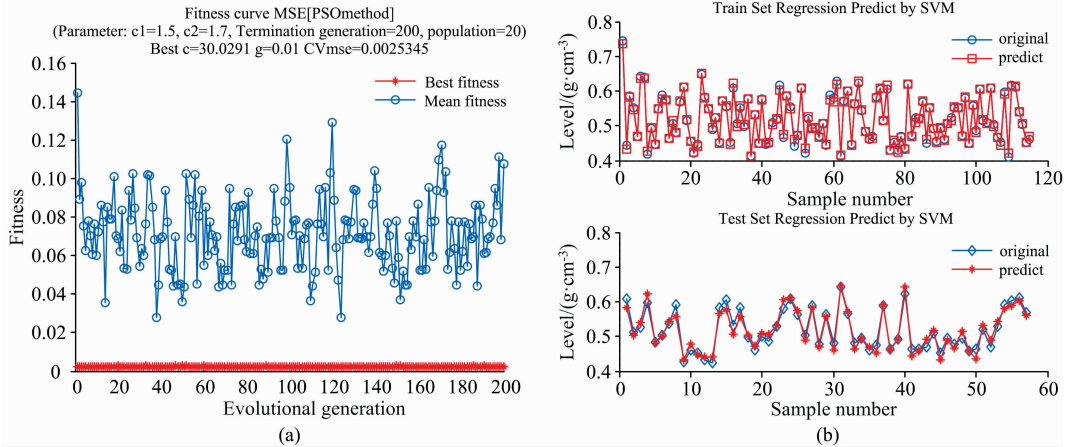 (a)
Fitness curve MSE[PSOmethod]
(Parameter: c1=1.5, c2=1.7, Termination generation=200, population=20)
Best c=30.0291 g=0.01 CVmse=0.0025345
0.16
0.14
0.12
0.10
0.08
0.06
0.04
0.02
0
Fitness
Best fitness
Mean fitness
0 20 40 60 80 100 120 140 160 180 200
Evolutional generation
(a)
(b)
Train Set Regression Predict by SVM
0.8
0.7
0.6
0.5
0.4
Level/(g·cm⁻³)
original
predict
0 20 40 60 80 100 120
Sample number
Test Set Regression Predict by SVM
0.8
0.7
0.6
0.5
0.4
Level/(g·cm⁻³)
original
predict
0 10 20 30 40 50 60
Sample number
(b)